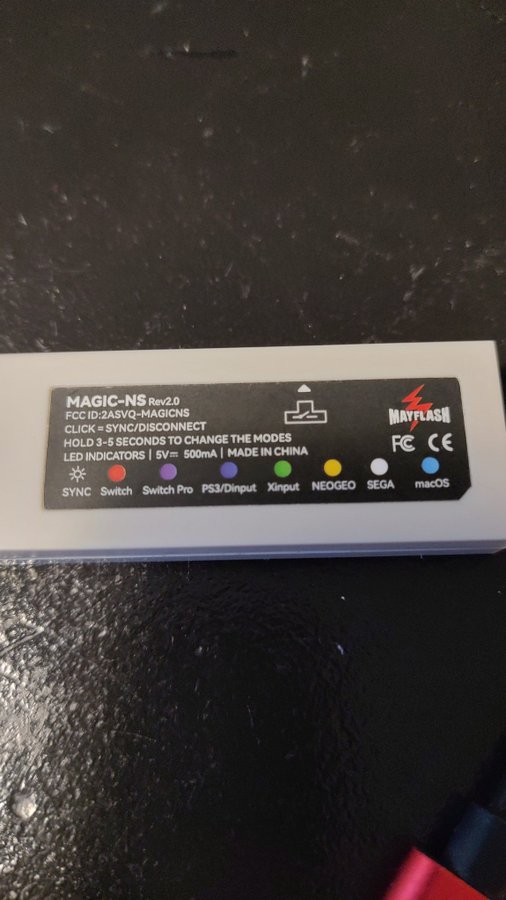 MAGIC-NS Rev2.0
FCC ID:2ASVQ-MAGICNS
CLICK = SYNC/DISCONNECT
HOLD 3-5 SECONDS TO CHANGE THE MODES
LED INDICATORS | 5V⎓ 500mA | MADE IN CHINA
MAYFLASH
FC CE
SYNC Switch Switch Pro PS3/Dinput Xinput NEOGEO SEGA macOS